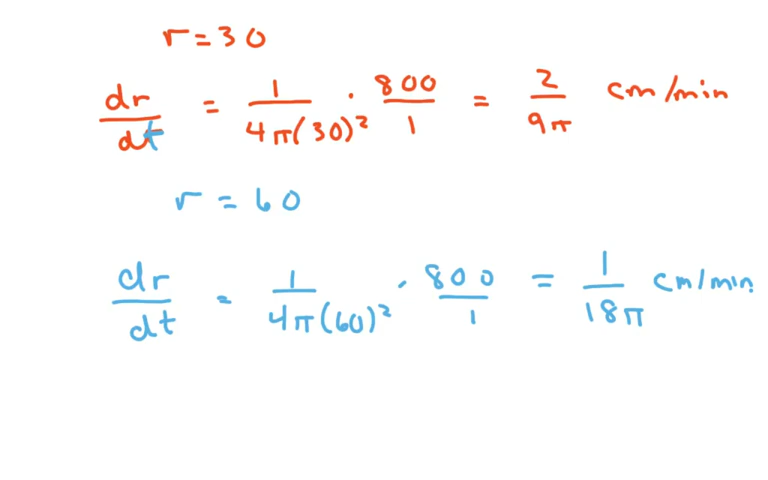 r = 30
dr/dt = 1/(4π(30)²) · 800/1 = 2/(9π) cm/min
r = 60
dr/dt = 1/(4π(60)²) · 800/1 = 1/(18π) cm/min